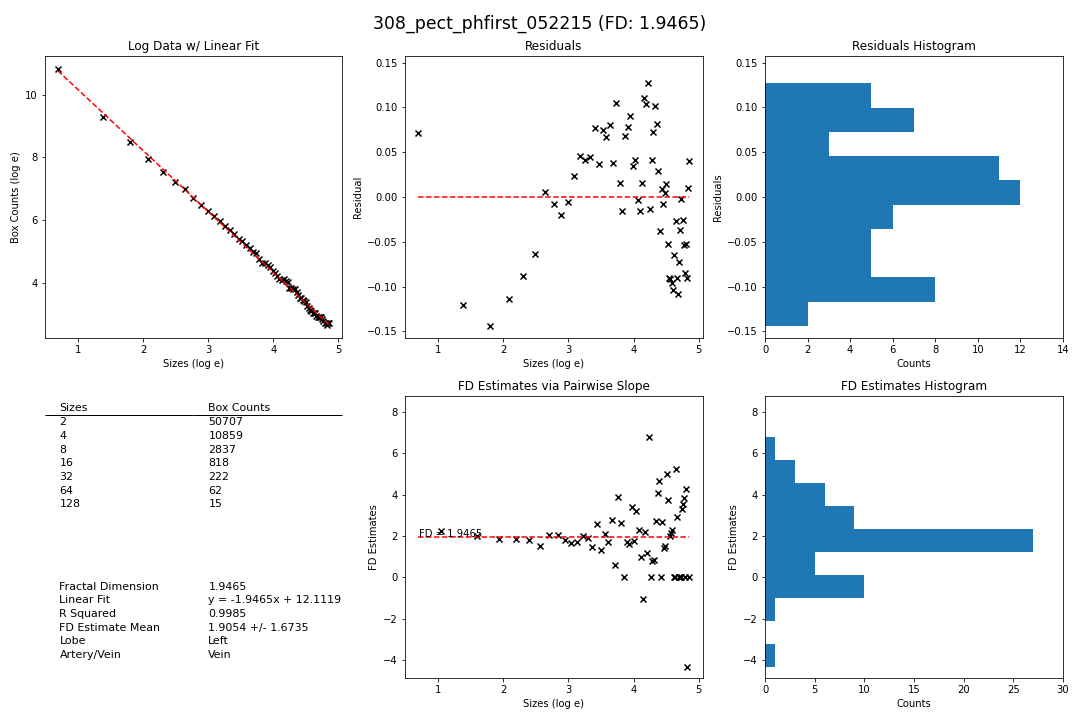 308_pect_phfirst_052215 (FD: 1.9465)
Log Data w/ Linear Fit
Residuals
Residuals Histogram
Box Counts (log e)
10
8
6
4
1 2 3 4 5
Sizes (log e)
Residual
0.15
0.10
0.05
0.00
−0.05
−0.10
−0.15
1 2 3 4 5
Sizes (log e)
Residuals
0.15
0.10
0.05
0.00
−0.05
−0.10
−0.15
0 2 4 6 8 10 12 14
Counts
Sizes Box Counts
2 50707
4 10859
8 2837
16 818
32 222
64 62
128 15
Fractal Dimension 1.9465
Linear Fit y = -1.9465x + 12.1119
R Squared 0.9985
FD Estimate Mean 1.9054 +/- 1.6735
Lobe Left
Artery/Vein Vein
FD Estimates via Pairwise Slope
FD Estimates
8
6
4
2
0
−2
−4
FD = 1.9465
1 2 3 4 5
Sizes (log e)
FD Estimates Histogram
FD Estimates
8
6
4
2
0
−2
−4
0 5 10 15 20 25 30
Counts